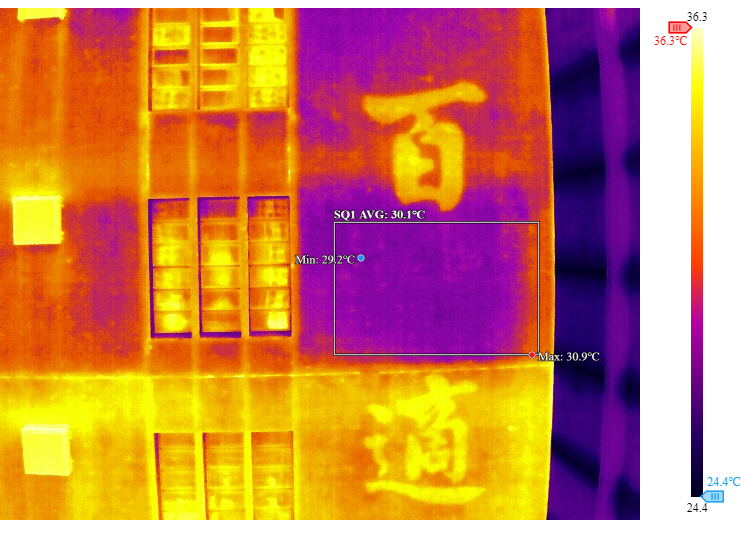 36.3
36.3℃
百
SQ1 AVG: 30.1℃
Min: 29.2℃
Max: 30.9℃
適
24.4℃
24.4